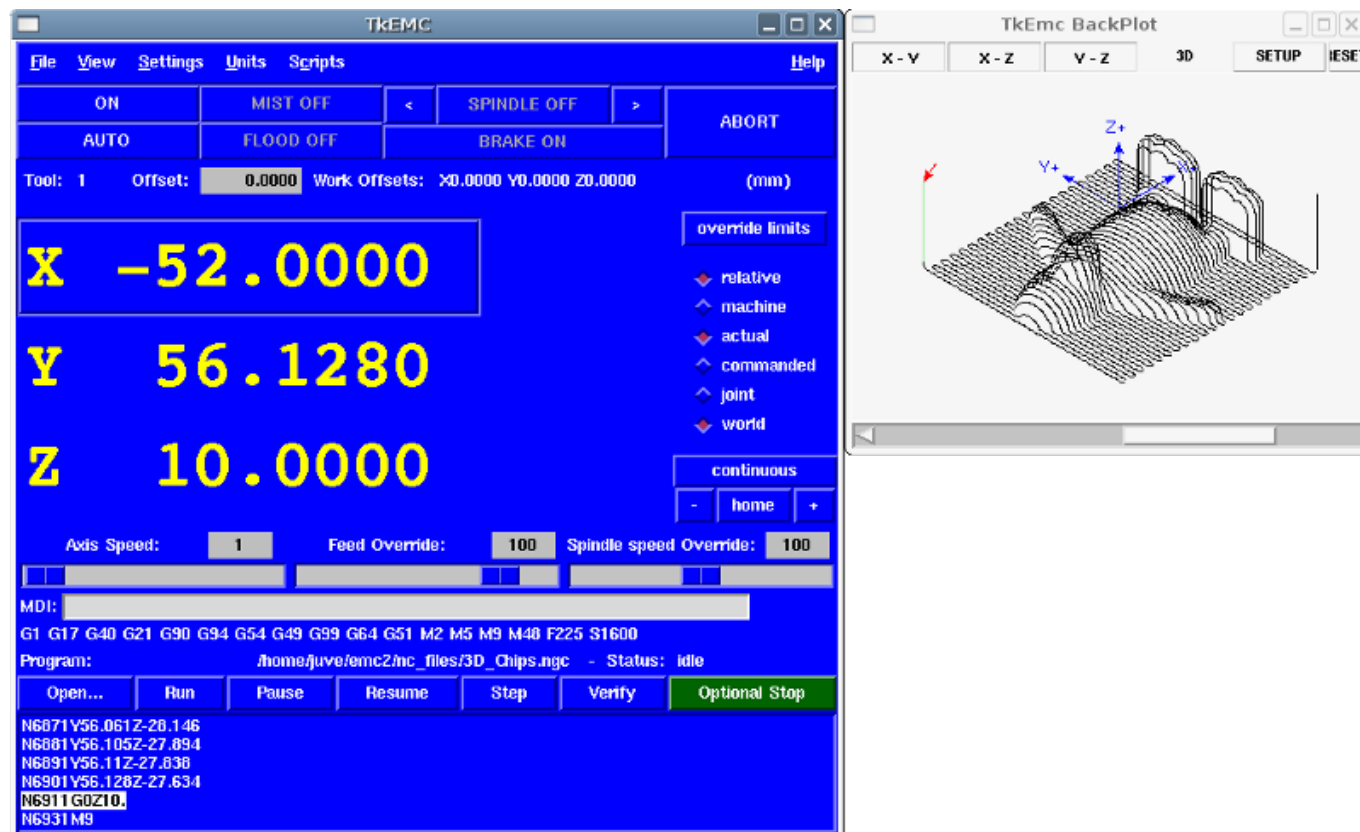 TkEMC
File View Settings Units Scripts Help
ON MIST OFF < SPINDLE OFF > ABORT
AUTO FLOOD OFF BRAKE ON
Tool: 1 Offset: 0.0000 Work Offsets: X0.0000 Y0.0000 Z0.0000 (mm)
override limits
X -52.0000
relative
machine
Y 56.1280
actual
commanded
joint
world
Z 10.0000
continuous
- home +
Axis Speed: 1 Feed Override: 100 Spindle speed Override: 100
MDI:
G1 G17 G40 G21 G90 G94 G54 G49 G99 G64 G51 M2 M5 M9 M48 F225 S1600
Program: /home/juve/emc2/nc_files/3D_Chips.ngc - Status: idle
Open... Run Pause Resume Step Verify Optional Stop
N6871Y56.061Z-28.146
N6881Y56.105Z-27.894
N6891Y56.11Z-27.838
N6901Y56.128Z-27.634
N6911G0Z10.
N6931M9
TkEmc BackPlot
X - Y X - Z Y - Z 3D SETUP
Z+
Y+
X+